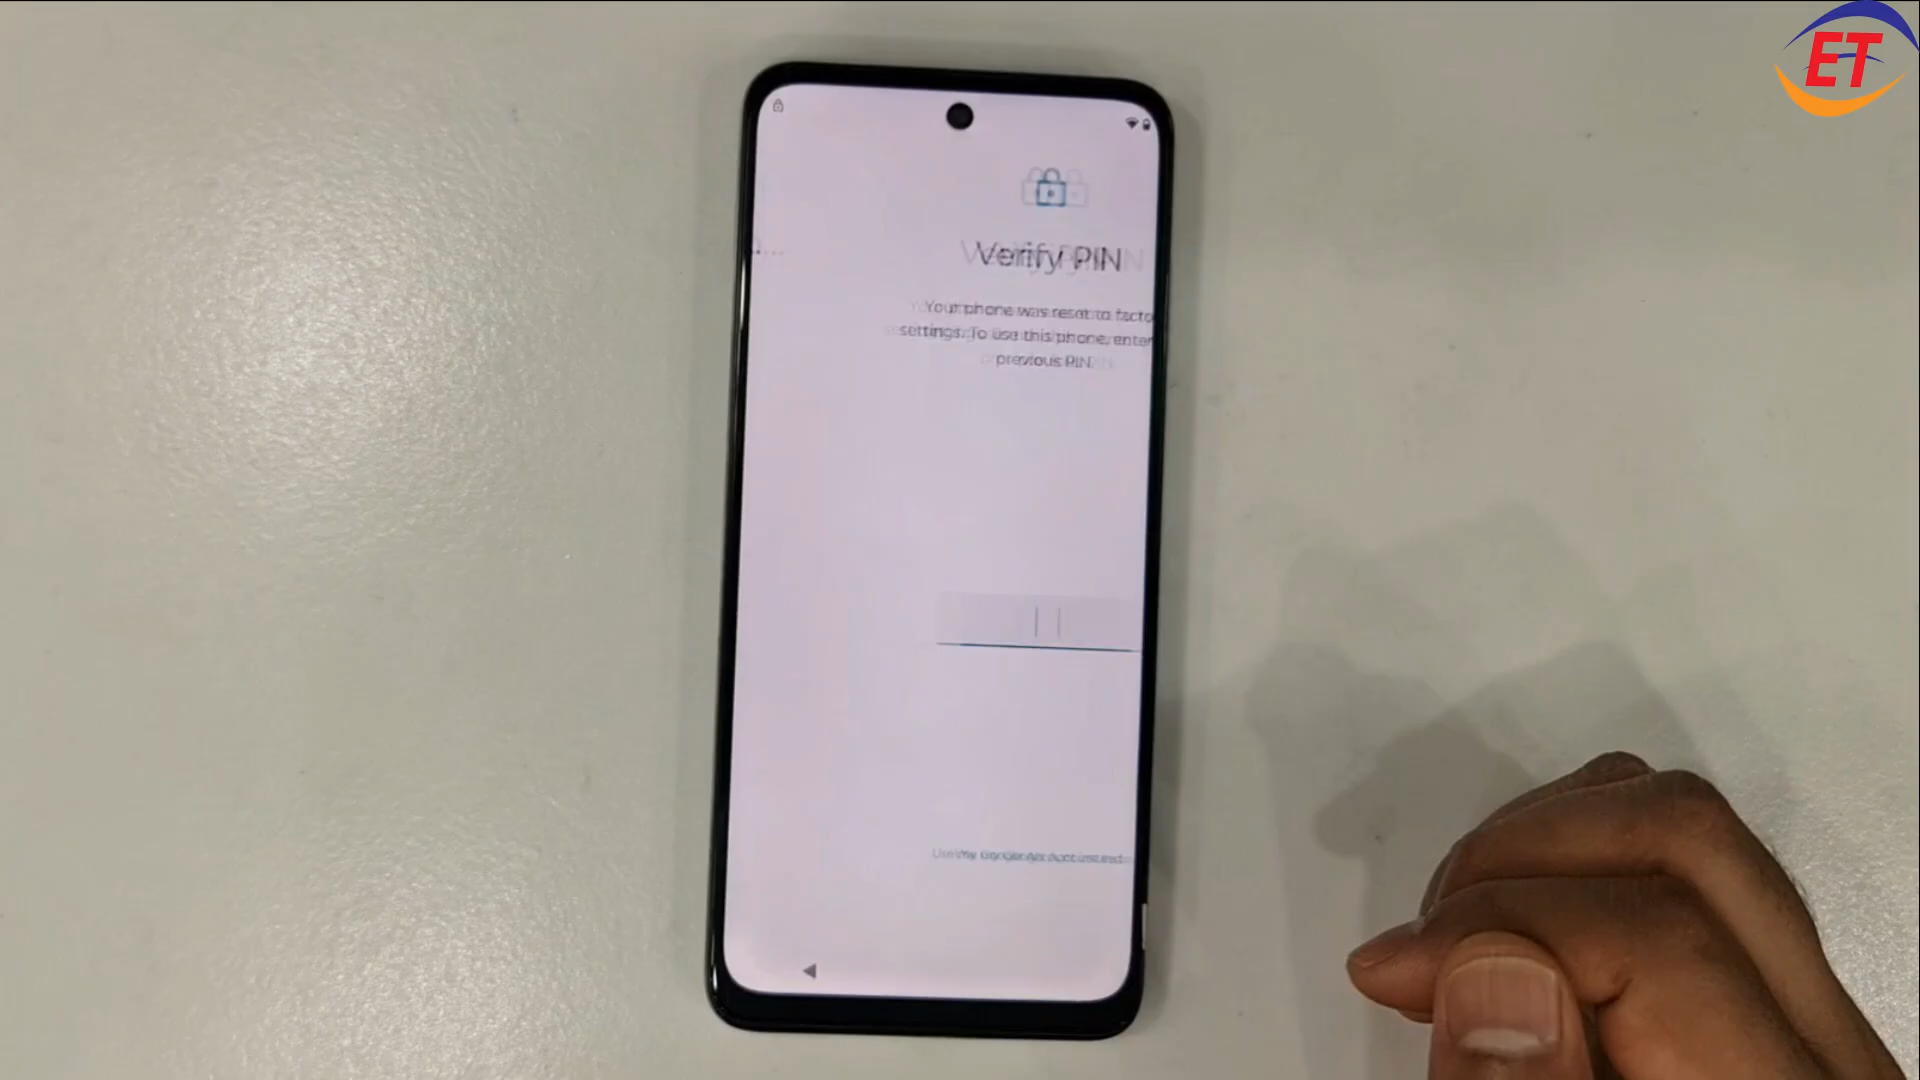 ET
Verify PIN
Your phone was reset to facto
settings. To use this phone, enter
previous PIN.